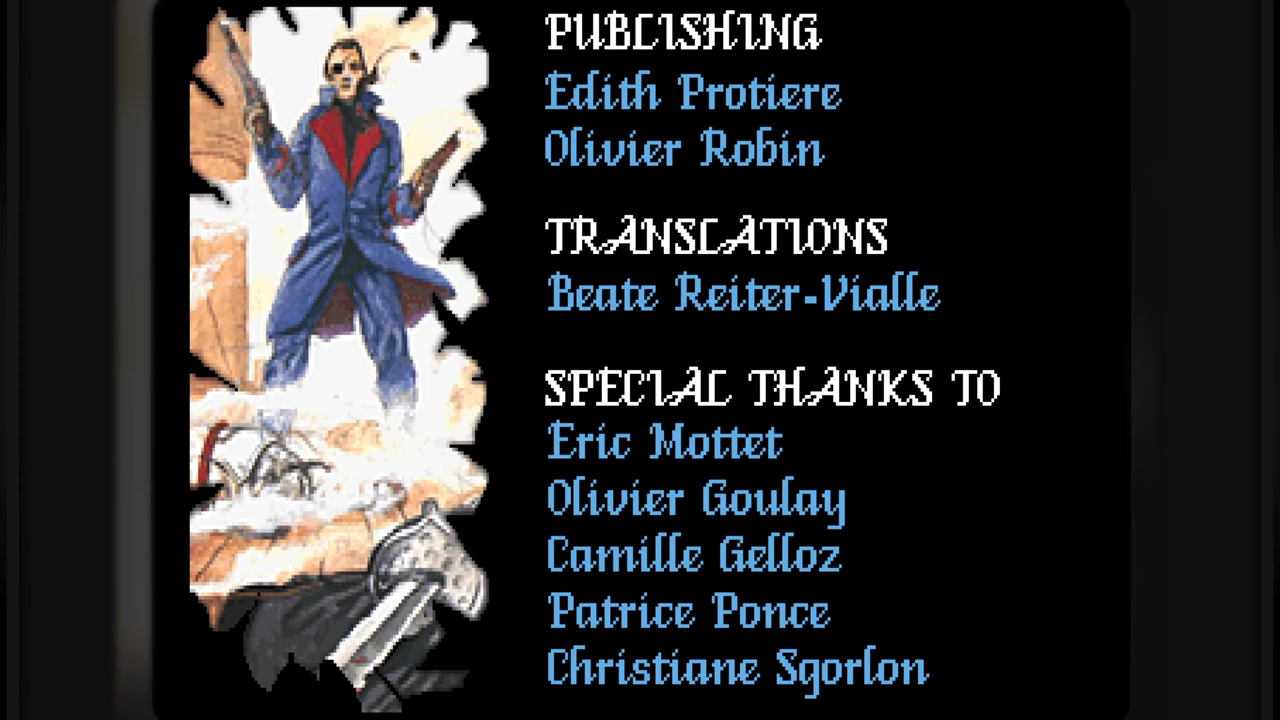 PUBLISHING
Edith Protiere
Olivier Robin
TRANSLATIONS
Beate Reiter-Vialle
SPECIAL THANKS TO
Eric Mottet
Olivier Goulay
Camille Gelloz
Patrice Ponce
Christiane Sgorlon